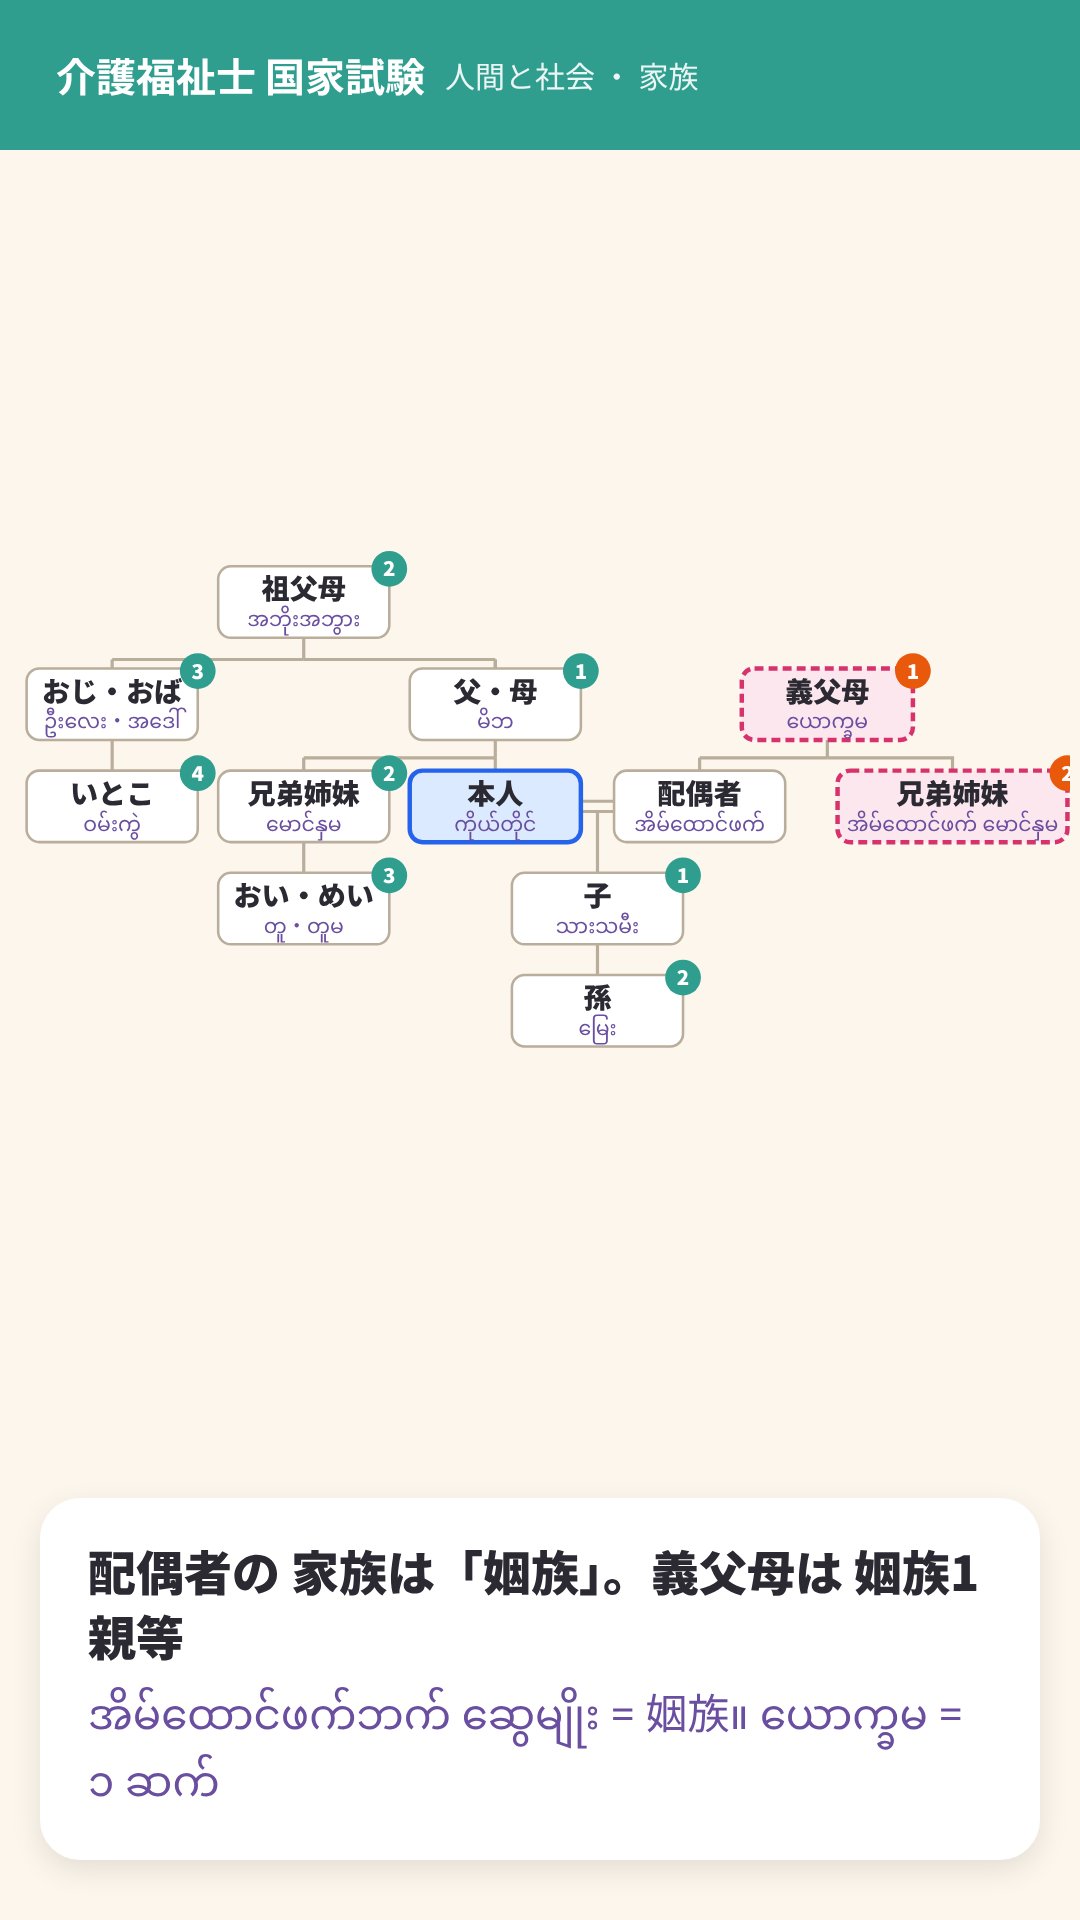 介護福祉士 国家試験 人間と社会 ・ 家族
2
祖父母
အဘိုးအဘွား
3
おじ・おば
ဦးလေး・အဒေါ်
1
父・母
မိဘ
1
義父母
ယောက္ခမ
4
いとこ
ဝမ်းကွဲ
2
兄弟姉妹
မောင်နှမ
本人
ကိုယ်တိုင်
配偶者
အိမ်ထောင်ဖက်
2
兄弟姉妹
အိမ်ထောင်ဖက် မောင်နှမ
3
おい・めい
တူ・တူမ
1
子
သားသမီး
2
孫
မြေး
配偶者の 家族は「姻族」。義父母は 姻族1
親等
အိမ်ထောင်ဖက်ဘက် ဆွေမျိုး = 姻族။ ယောက္ခမ =
၁ ဆက်